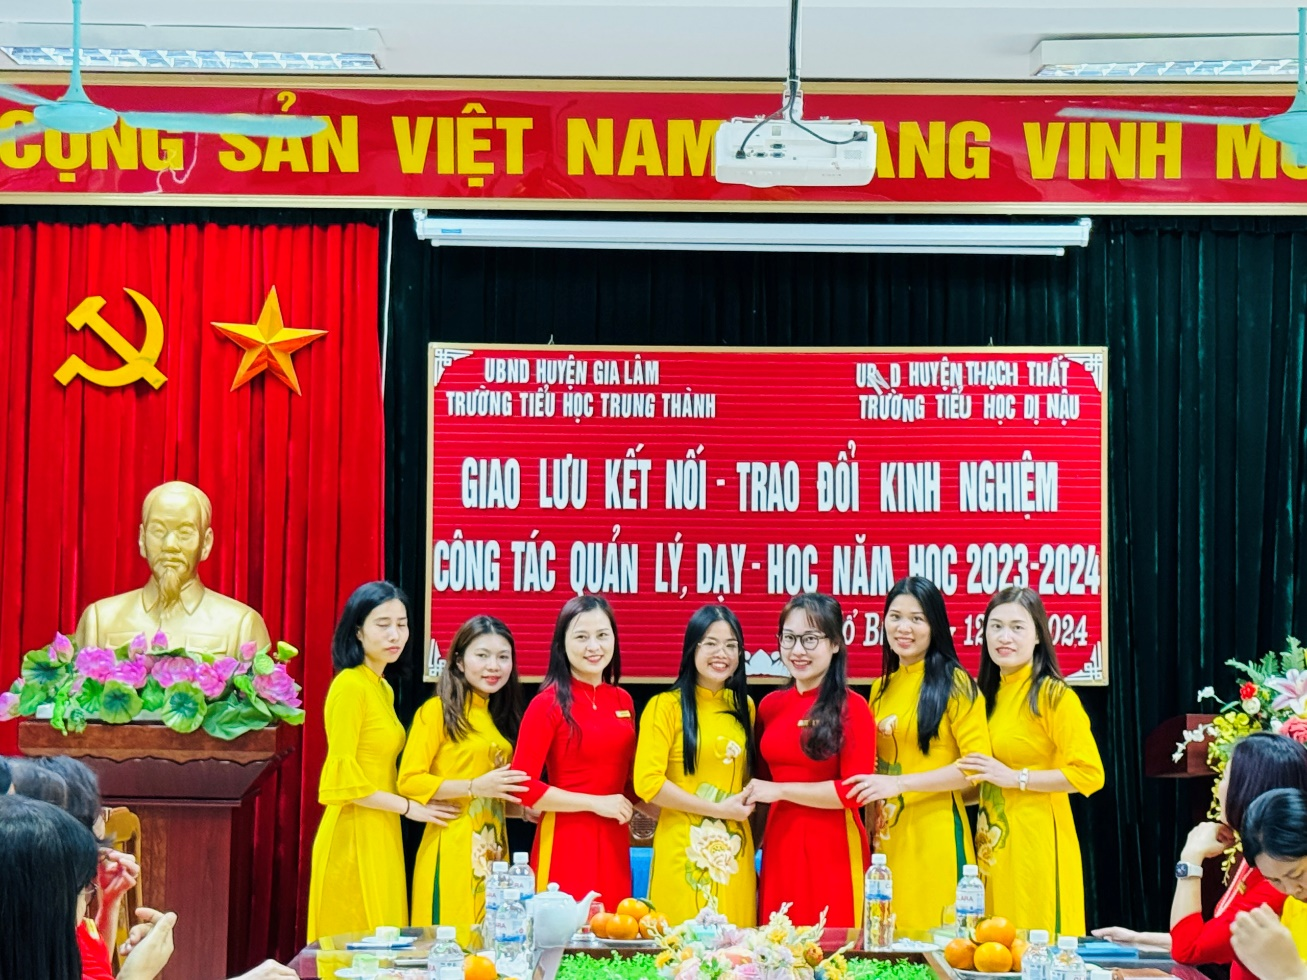 CỘNG SẢN VIỆT NAM ANG VINH M
UBND HUYỆN GIA LÂM
TRƯỜNG TIỂU HỌC TRUNG THÀNH
UBND HUYỆN THẠCH THẤT
TRƯỜNG TIỂU HỌC DỊ NẬU
GIAO LƯU KẾT NỐI - TRAO ĐỔI KINH NGHIỆM
CÔNG TÁC QUẢN LÝ, DẠY - HỌC NĂM HỌC 2023-2024